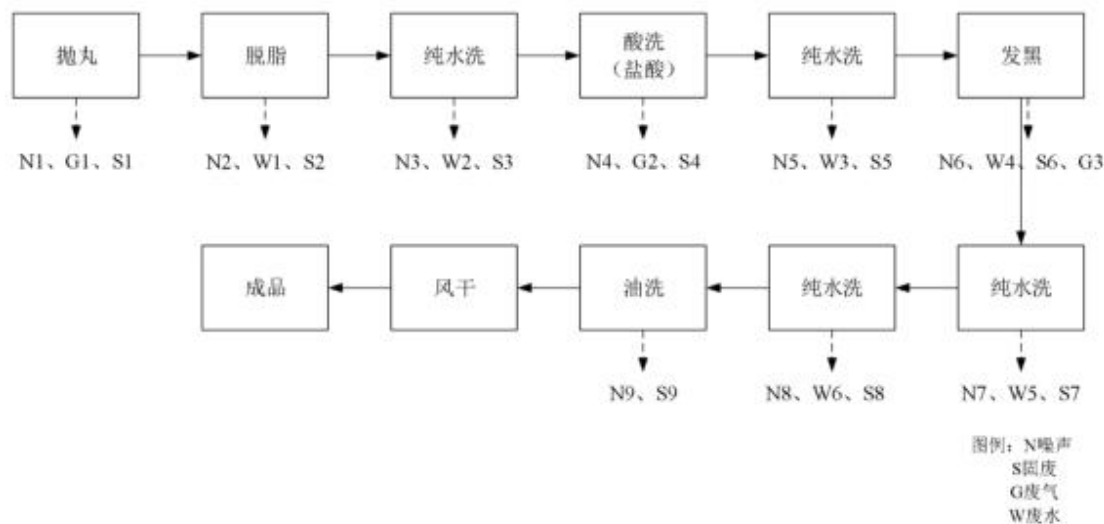 抛丸
脱脂
纯水洗
酸洗
（盐酸）
纯水洗
发黑
N1、G1、S1
N2、W1、S2
N3、W2、S3
N4、G2、S4
N5、W3、S5
N6、W4、S6、G3
成品
风干
油洗
纯水洗
纯水洗
N9、S9
N8、W6、S8
N7、W5、S7
图例：N噪声
S固废
G废气
W废水